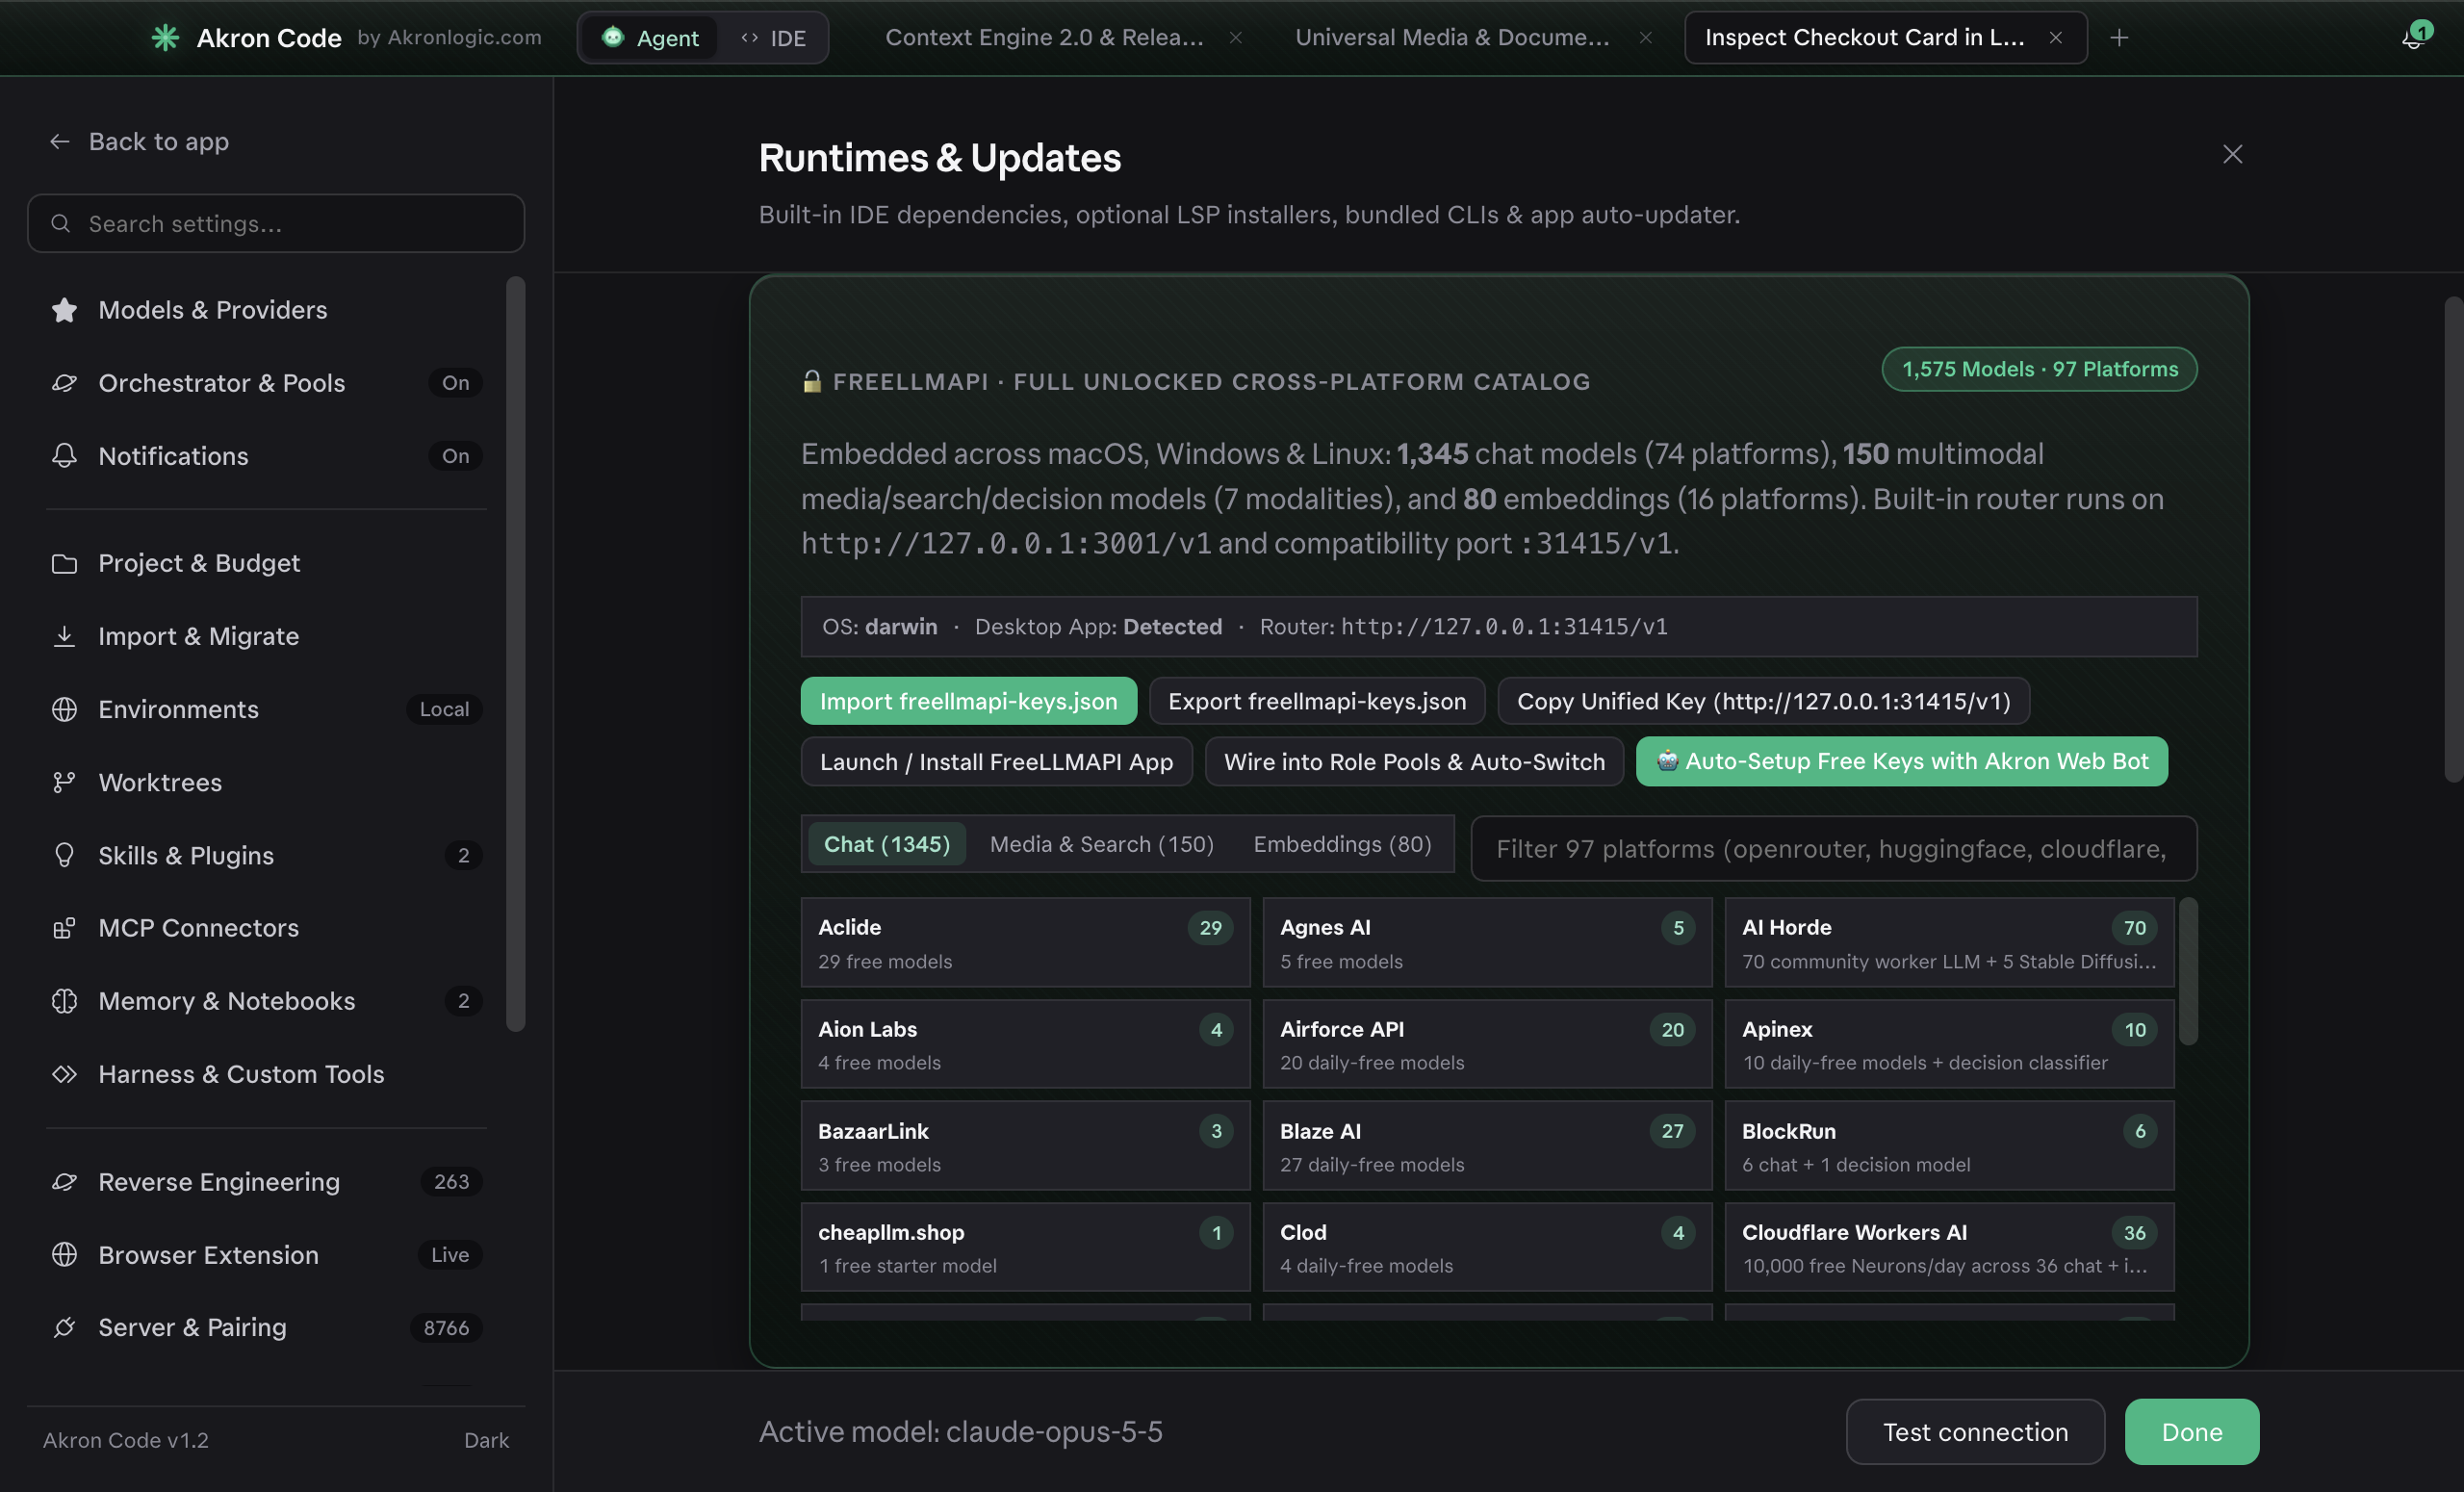 Akron Code by Akronlogic.com
Agent
IDE
Context Engine 2.0 & Relea...
Universal Media & Docume...
Inspect Checkout Card in L...
1
Back to app
Search settings...
Models & Providers
Orchestrator & Pools On
Notifications On
Project & Budget
Import & Migrate
Environments Local
Worktrees
Skills & Plugins 2
MCP Connectors
Memory & Notebooks 2
Harness & Custom Tools
Reverse Engineering 263
Browser Extension Live
Server & Pairing 8766
Akron Code v1.2 Dark
Runtimes & Updates
Built-in IDE dependencies, optional LSP installers, bundled CLIs & app auto-updater.
FREELLMAPI · FULL UNLOCKED CROSS-PLATFORM CATALOG
1,575 Models · 97 Platforms
Embedded across macOS, Windows & Linux: 1,345 chat models (74 platforms), 150 multimodal
media/search/decision models (7 modalities), and 80 embeddings (16 platforms). Built-in router runs on
http://127.0.0.1:3001/v1 and compatibility port :31415/v1.
OS: darwin · Desktop App: Detected · Router: http://127.0.0.1:31415/v1
Import freellmapi-keys.json
Export freellmapi-keys.json
Copy Unified Key (http://127.0.0.1:31415/v1)
Launch / Install FreeLLMAPI App
Wire into Role Pools & Auto-Switch
Auto-Setup Free Keys with Akron Web Bot
Chat (1345)
Media & Search (150)
Embeddings (80)
Filter 97 platforms (openrouter, huggingface, cloudflare,
Aclide 29
29 free models
Agnes AI 5
5 free models
AI Horde 70
70 community worker LLM + 5 Stable Diffusi...
Aion Labs 4
4 free models
Airforce API 20
20 daily-free models
Apinex 10
10 daily-free models + decision classifier
BazaarLink 3
3 free models
Blaze AI 27
27 daily-free models
BlockRun 6
6 chat + 1 decision model
cheapllm.shop 1
1 free starter model
Clod 4
4 daily-free models
Cloudflare Workers AI 36
10,000 free Neurons/day across 36 chat + i...
Active model: claude-opus-5-5
Test connection
Done